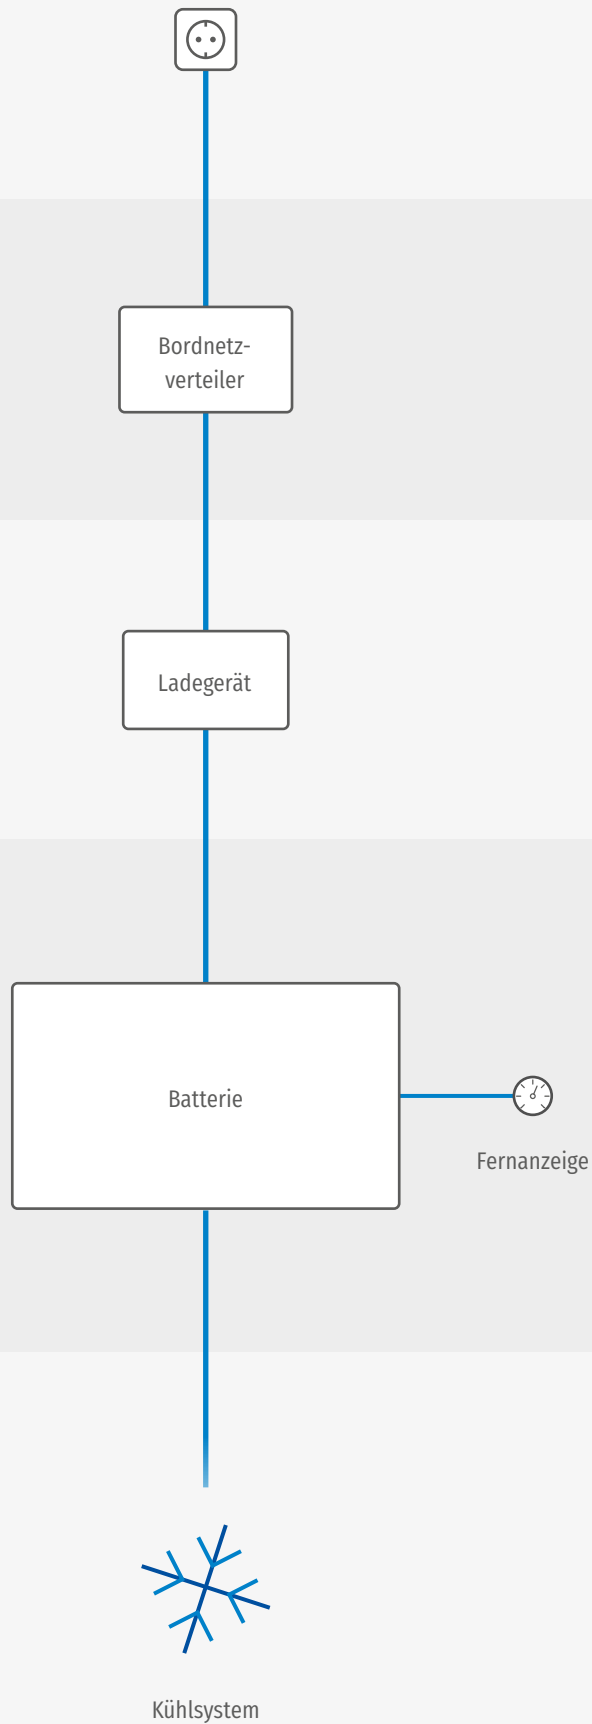 Bordnetz-
verteiler
Ladegerät
Batterie
Fernanzeige
Kühlsystem